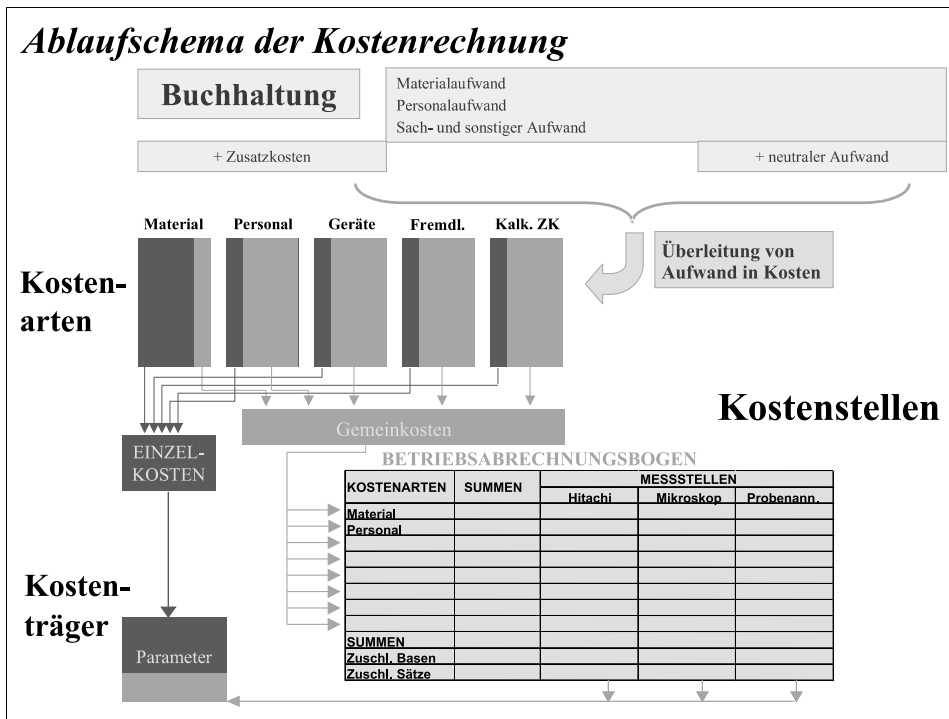 Ablaufschema der Kostenrechnung
Buchhaltung
Materialaufwand
Personalaufwand
Sach- und sonstiger Aufwand
+ Zusatzkosten
+ neutraler Aufwand
Material Personal Geräte Fremdl. Kalk. ZK
Überleitung von
Aufwand in Kosten
Kosten-
arten
Kostenstellen
Gemeinkosten
EINZEL-
KOSTEN
BETRIEBSABRECHNUNGSBOGEN
KOSTENARTEN SUMMEN MESSSTELLEN
Hitachi Mikroskop Probenann.
Material
Personal
Kosten-
träger
SUMMEN
Parameter
Zuschl. Basen
Zuschl. Sätze